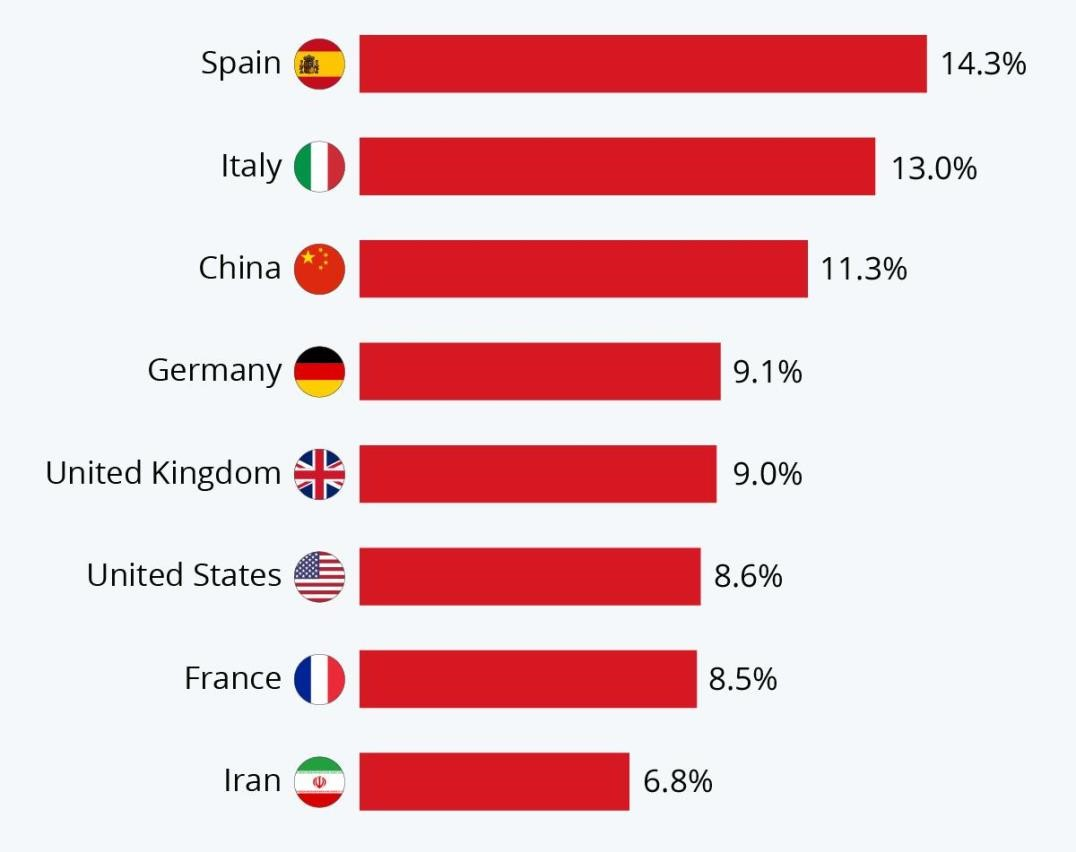 Spain 14.3%
Italy 13.0%
China 11.3%
Germany 9.1%
United Kingdom 9.0%
United States 8.6%
France 8.5%
Iran 6.8%